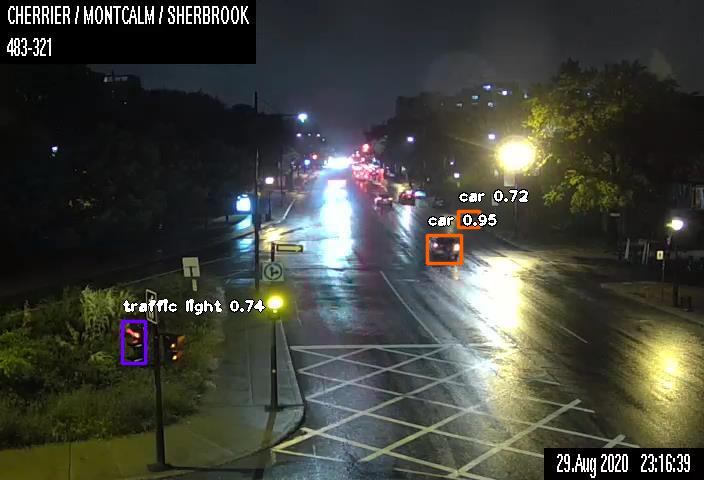 CHERRIER / MONTCALM / SHERBROOK
483-321
car 0.72
car 0.95
traffic light 0.74
29.Aug 2020 23:16:39